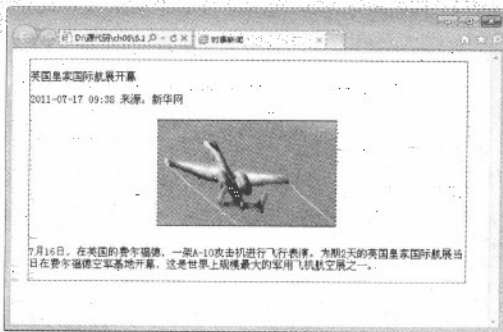 D:\源代码\ch06\6.1
时事新闻
英国皇家国际航展开幕
2011-07-17 09:38 来源：新华网
7月16日，在英国的费尔福德，一架A-10攻击机进行飞行表演。为期2天的英国皇家国际航展当
日在费尔福德空军基地开幕，这是世界上规模最大的军用飞机航空展之一。